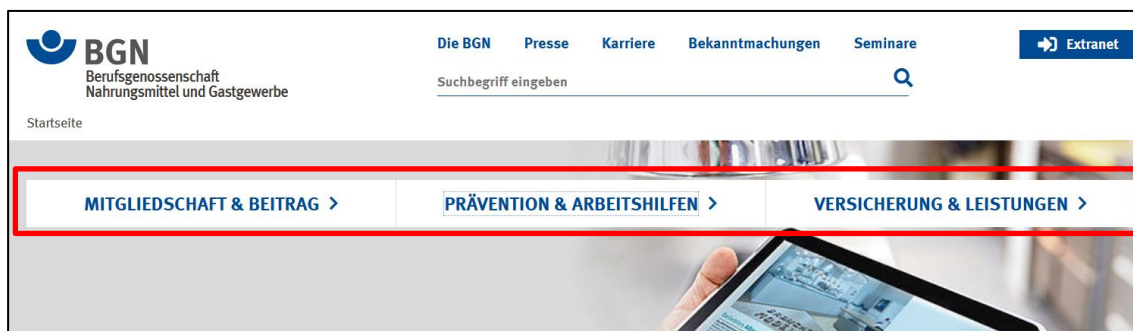 BGN
Berufsgenossenschaft
Nahrungsmittel und Gastgewerbe
Die BGN Presse Karriere Bekanntmachungen Seminare
Extranet
Suchbegriff eingeben
Startseite
MITGLIEDSCHAFT & BEITRAG >
PRÄVENTION & ARBEITSHILFEN >
VERSICHERUNG & LEISTUNGEN >